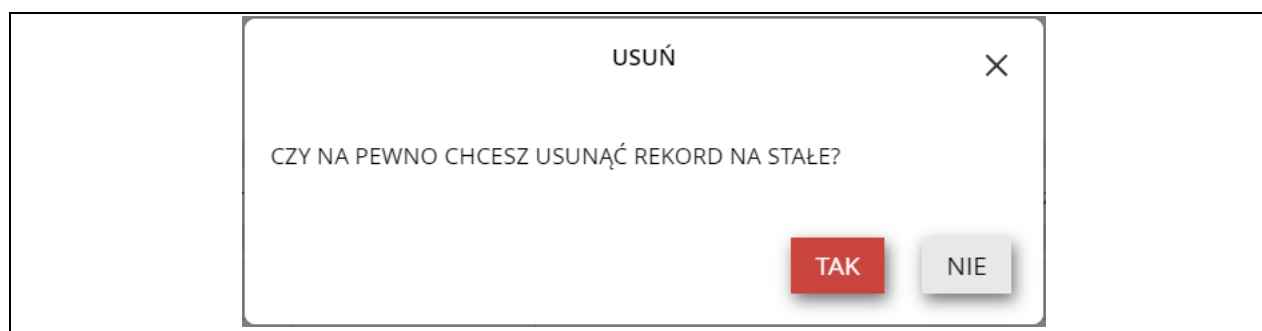 USUŃ
CZY NA PEWNO CHCESZ USUNĄĆ REKORD NA STAŁE?
TAK
NIE